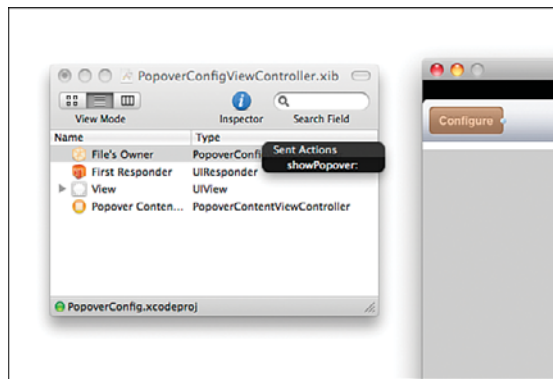 PopoverConfigViewController.xib
View Mode
Inspector
Search Field
Name Type
File's Owner PopoverConfi
Sent Actions
showPopover:
First Responder UIResponder
View UIView
Popover Conten... PopoverContentViewController
PopoverConfig.xcodeproj
Configure